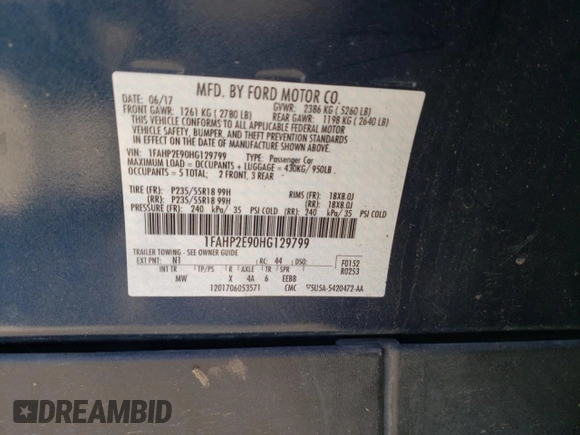 MFD. BY FORD MOTOR CO.
DATE: 06/17 GVWR: 2386 KG ( 5260 LB)
FRONT GAWR: 1261 KG ( 2780 LB) REAR GAWR: 1198 KG ( 2640 LB)
THIS VEHICLE CONFORMS TO ALL APPLICABLE FEDERAL MOTOR
VEHICLE SAFETY, BUMPER, AND THEFT PREVENTION STANDARDS
IN EFFECT ON THE DATE OF MANUFACTURE SHOWN ABOVE.
VIN: 1FAHP2E90HG129799 TYPE: Passenger Car
MAXIMUM LOAD = OCCUPANTS + LUGGAGE = 430KG/ 950LB.
OCCUPANTS = 5 TOTAL: 2 FRONT, 3 REAR
TIRE (FR): P235/55R18 99H RIMS (FR): 18X8.0J
(RR): P235/55R18 99H (RR): 18X8.0J
PRESSURE (FR): 240 kPa/ 35 PSI COLD (RR): 240 kPa/ 35 PSI COLD
1FAHP2E90HG129799
TRAILER TOWING - SEE OWNER GUIDE
EXT PNT: N1 RC: 44 DSO: F0152
INT TR TP/PS R AXLE TR SPR R0253
MW X 4A 6 EEBB
1201706053571 CMC 5U5A-5420472-AA
DREAMBID